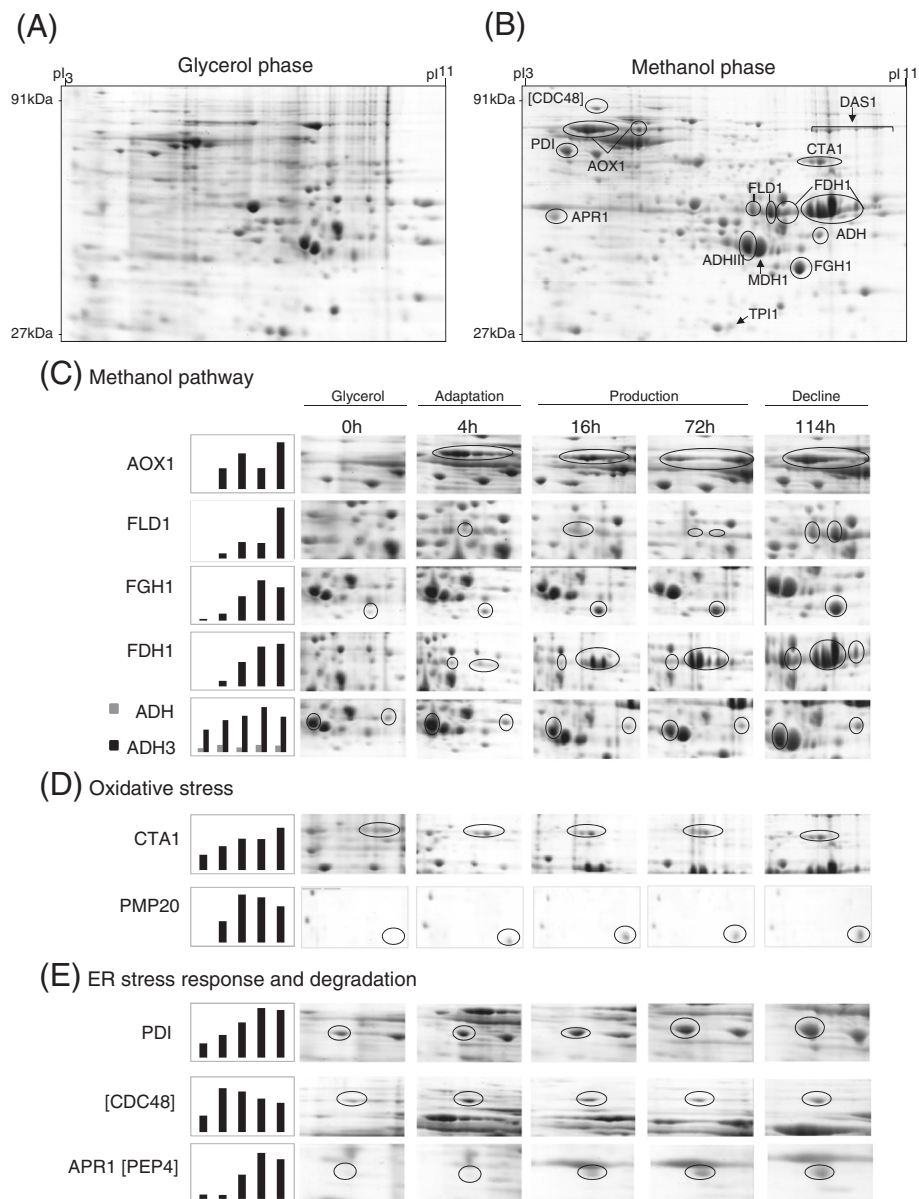 (A)
Glycerol phase
pI3
pI11
91kDa
27kDa
(B)
Methanol phase
pI3
pI11
91kDa
[CDC48]
DAS1
PDI
AOX1
CTA1
FLD1
FDH1
APR1
ADH
ADHIII
MDH1
FGH1
TPI1
27kDa
(C) Methanol pathway
Glycerol Adaptation Production Decline
0h 4h 16h 72h 114h
AOX1
FLD1
FGH1
FDH1
ADH
ADH3
(D) Oxidative stress
CTA1
PMP20
(E) ER stress response and degradation
PDI
[CDC48]
APR1 [PEP4]